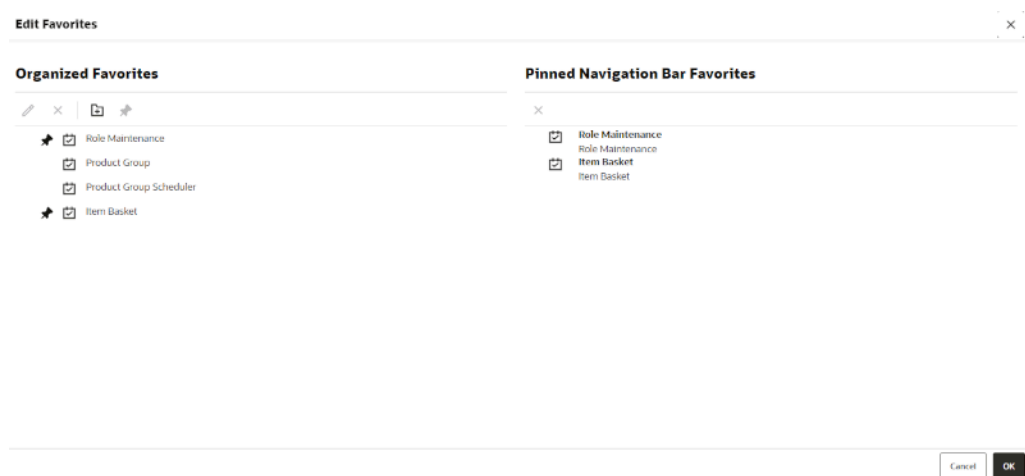 Edit Favorites
Organized Favorites
Role Maintenance
Product Group
Product Group Scheduler
Item Basket
Pinned Navigation Bar Favorites
Role Maintenance
Role Maintenance
Item Basket
Item Basket
Cancel
OK